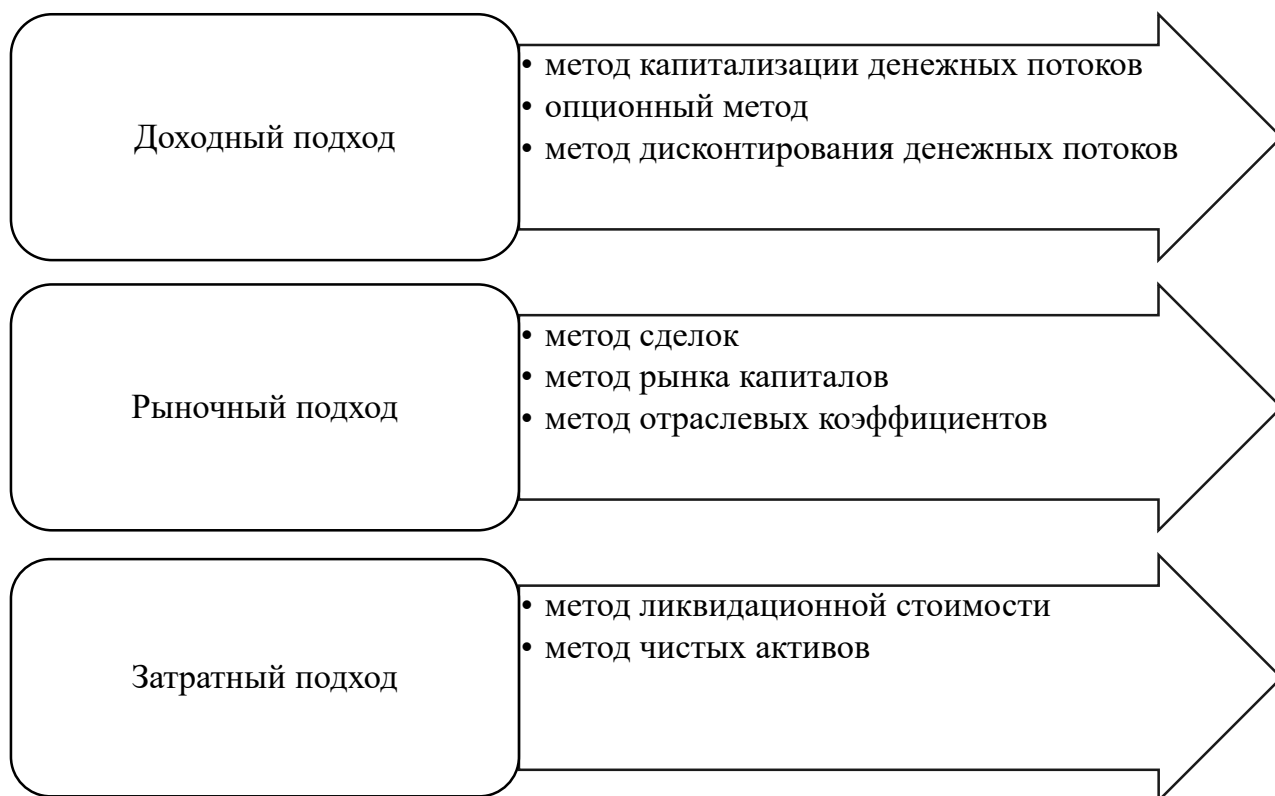 Доходный подход
• метод капитализации денежных потоков
• опционный метод
• метод дисконтирования денежных потоков
Рыночный подход
• метод сделок
• метод рынка капиталов
• метод отраслевых коэффициентов
Затратный подход
• метод ликвидационной стоимости
• метод чистых активов